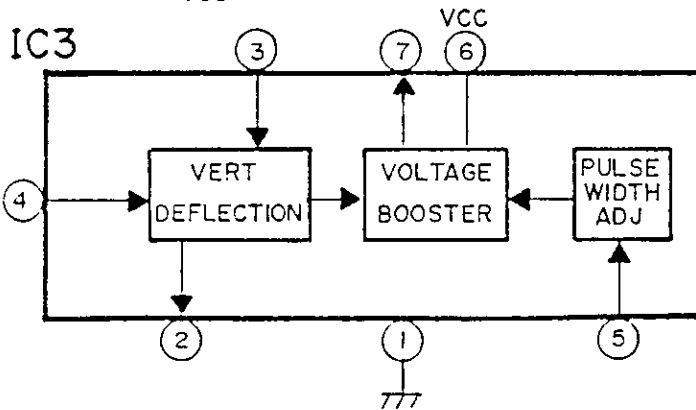 VCC
IC3
3
7
6
4
VERT
DEFLECTION
VOLTAGE
BOOSTER
PULSE
WIDTH
ADJ
2
1
5